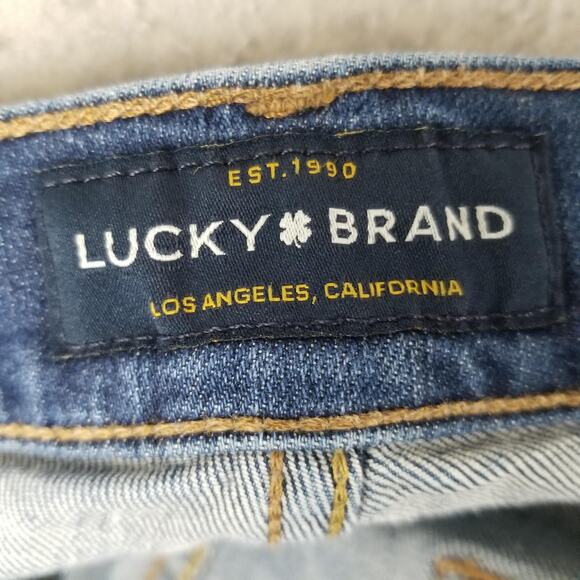 EST. 1990
LUCKY BRAND
LOS ANGELES, CALIFORNIA